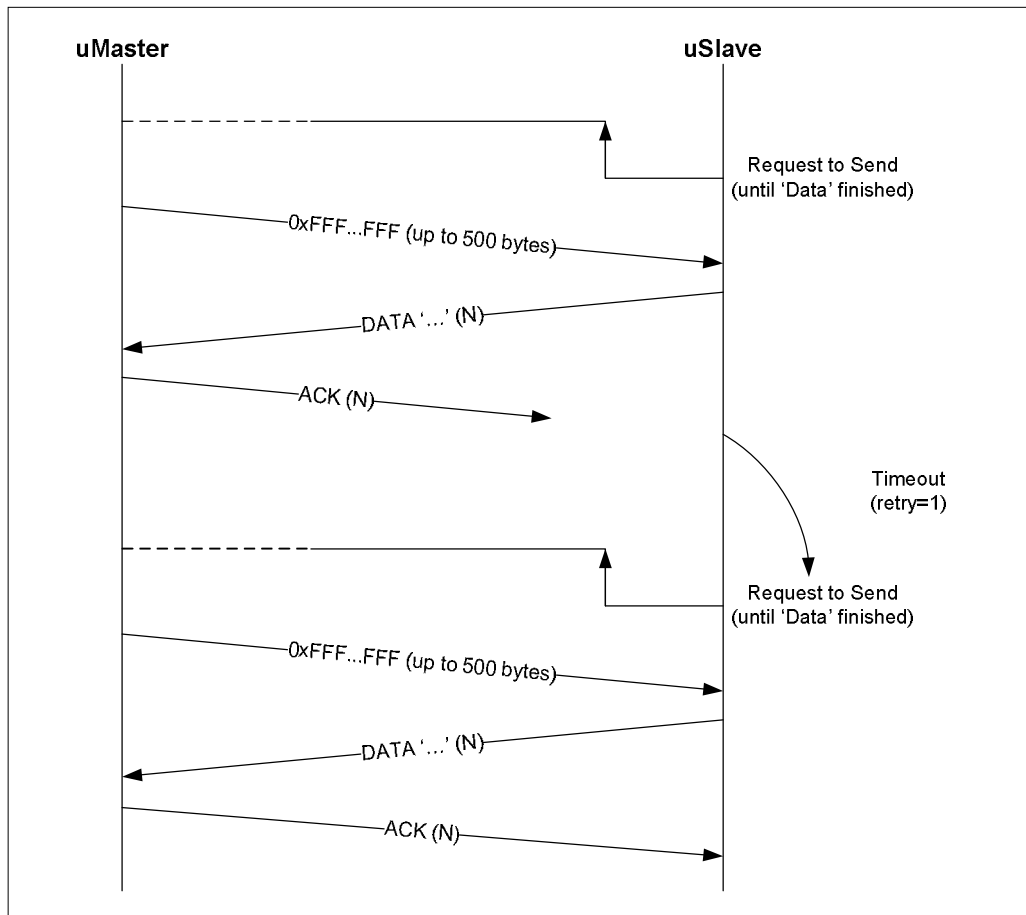 uMaster
uSlave
Request to Send
(until ‘Data’ finished)
0xFFF...FFF (up to 500 bytes)
DATA ‘…’ (N)
ACK (N)
Timeout
(retry=1)
Request to Send
(until ‘Data’ finished)
0xFFF...FFF (up to 500 bytes)
DATA ‘…’ (N)
ACK (N)